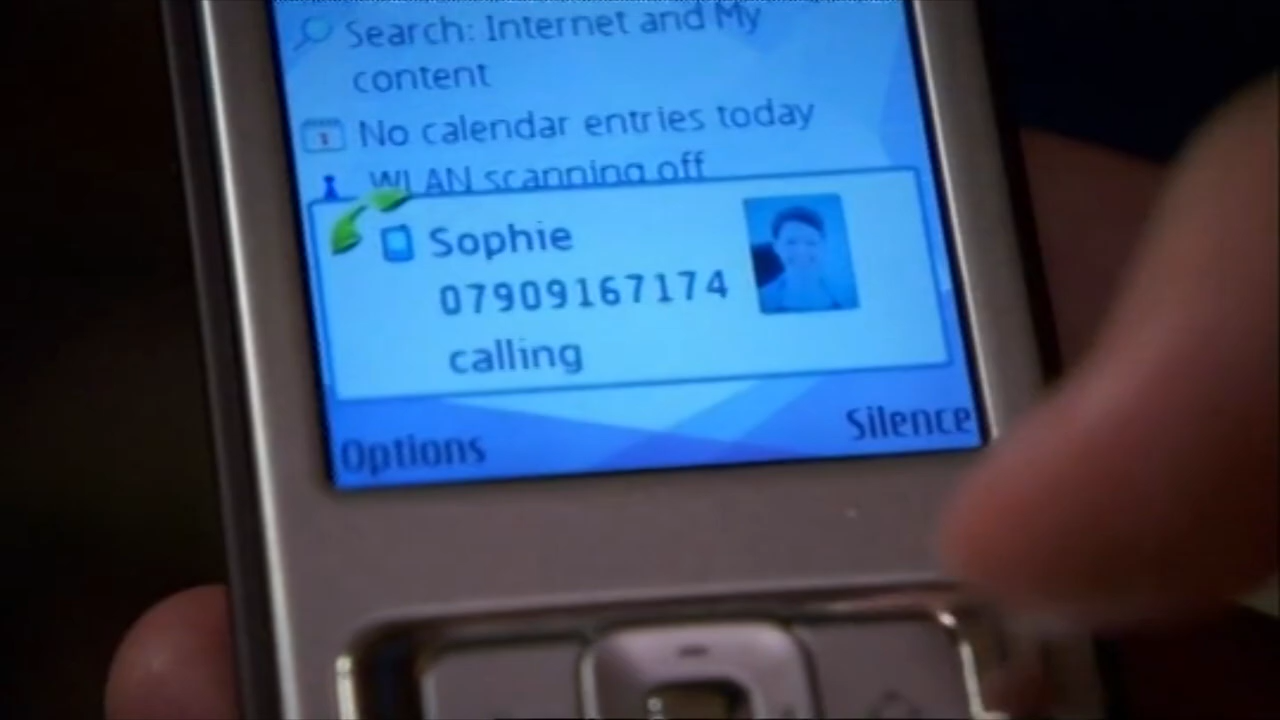 Search: Internet and My
content
No calendar entries today
WLAN scanning off
Sophie
07909167174
calling
Options
Silence